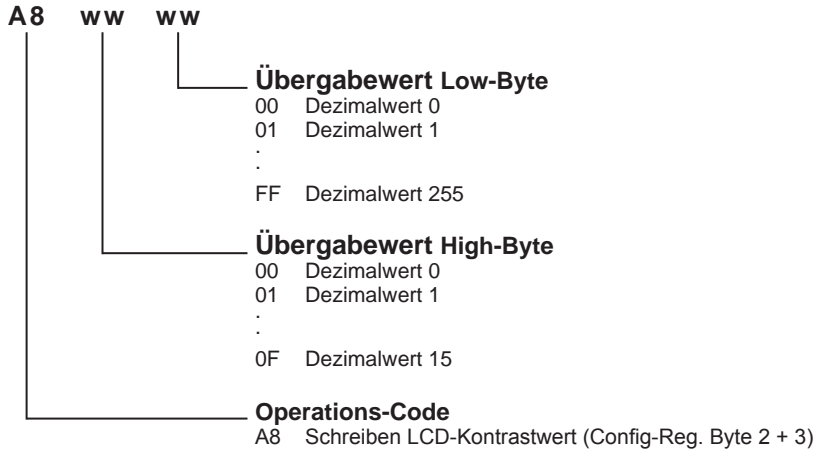 A8 ww ww
Übergabewert Low-Byte
00 Dezimalwert 0
01 Dezimalwert 1
.
.
FF Dezimalwert 255
Übergabewert High-Byte
00 Dezimalwert 0
01 Dezimalwert 1
.
.
0F Dezimalwert 15
Operations-Code
A8 Schreiben LCD-Kontrastwert (Config-Reg. Byte 2 + 3)